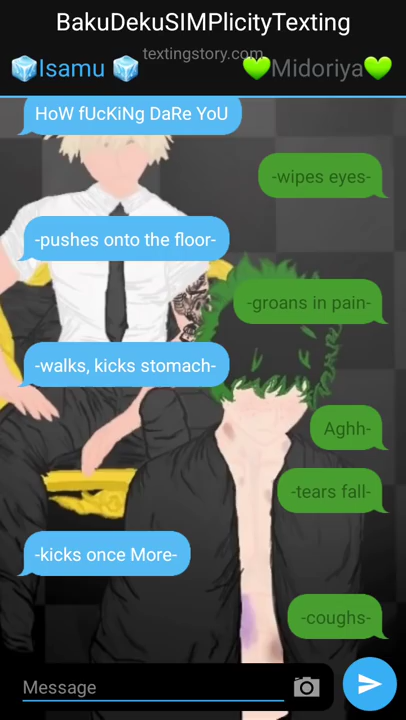 BakuDekuSIMPlicityTexting
textingstory.com
Isamu
Midoriya
HoW fUcKiNg DaRe YoU
-wipes eyes-
-pushes onto the floor-
-groans in pain-
-walks, kicks stomach-
Aghh-
-tears fall-
-kicks once More-
-coughs-
Message